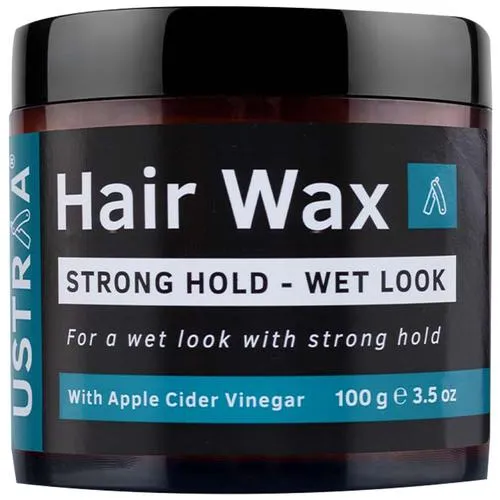 USTRAA®
Hair Wax
STRONG HOLD - WET LOOK
For a wet look with strong hold
With Apple Cider Vinegar 100 g ℮ 3.5 oz